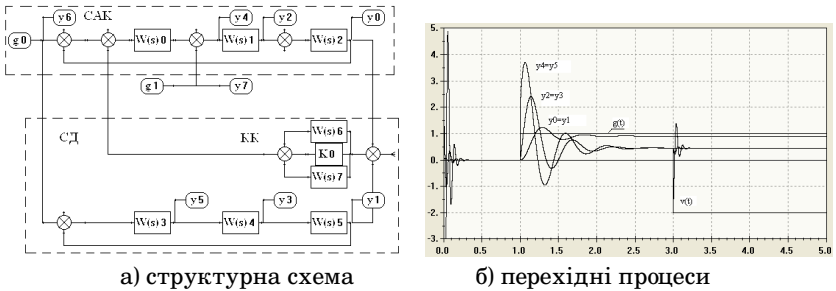 y6 САК y4 y2 y0
g0 W(s)0 W(s)1 W(s)2
g1 y7
СД КК W(s)6
K0
W(s)7
y5 y3 y1
W(s)3 W(s)4 W(s)5
а) структурна схема
5.
4.
3.
2.
1.
0.
-1.
-2.
-3.
y4=y5
y2=y3
y0=y1
g(t)
v(t)
0.0 0.5 1.0 1.5 2.0 2.5 3.0 3.5 4.0 4.5 5.0
б) перехідні процеси